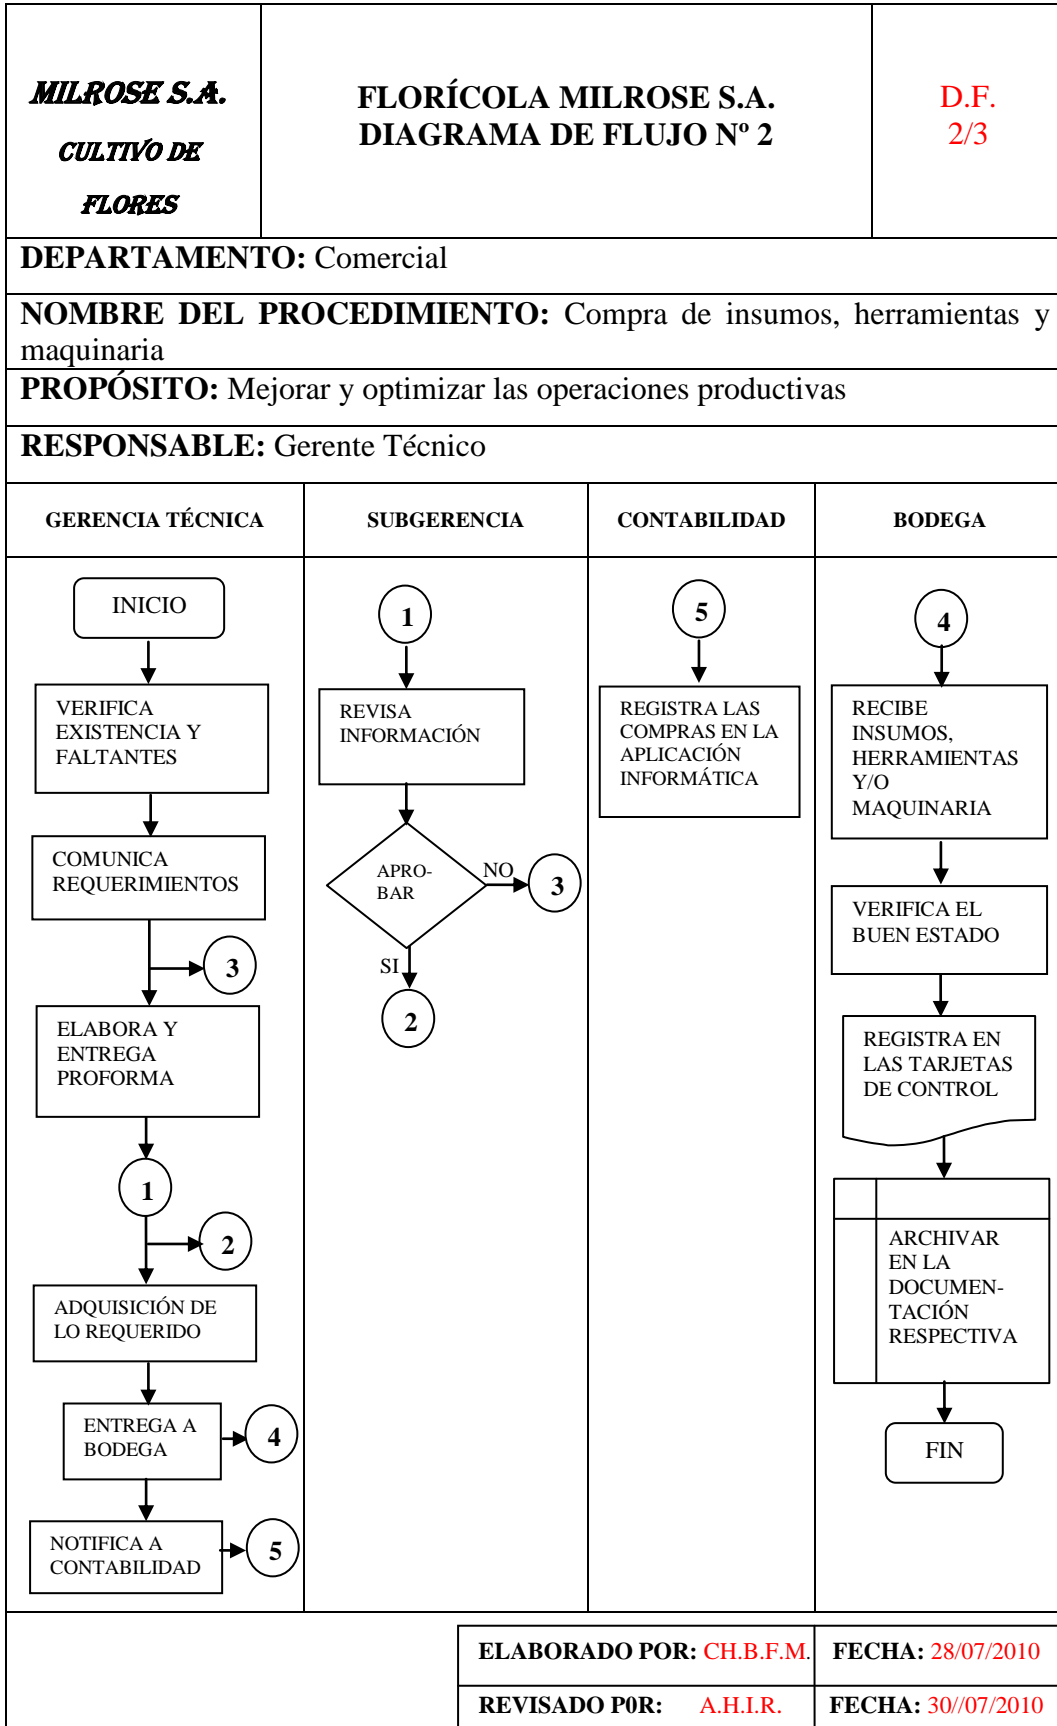 MILROSE S.A.
CULTIVO DE
FLORES
FLORÍCOLA MILROSE S.A.
DIAGRAMA DE FLUJO Nº 2
D.F.
2/3
DEPARTAMENTO: Comercial
NOMBRE DEL PROCEDIMIENTO: Compra de insumos, herramientas y
maquinaria
PROPÓSITO: Mejorar y optimizar las operaciones productivas
RESPONSABLE: Gerente Técnico
GERENCIA TÉCNICA
SUBGERENCIA
CONTABILIDAD
BODEGA
INICIO
VERIFICA
EXISTENCIA Y
FALTANTES
COMUNICA
REQUERIMIENTOS
3
ELABORA Y
ENTREGA
PROFORMA
1
2
ADQUISICIÓN DE
LO REQUERIDO
ENTREGA A
BODEGA
4
NOTIFICA A
CONTABILIDAD
5
1
REVISA
INFORMACIÓN
APRO-
BAR
NO
3
SI
2
5
REGISTRA LAS
COMPRAS EN LA
APLICACIÓN
INFORMÁTICA
4
RECIBE
INSUMOS,
HERRAMIENTAS
Y/O
MAQUINARIA
VERIFICA EL
BUEN ESTADO
REGISTRA EN
LAS TARJETAS
DE CONTROL
ARCHIVAR
EN LA
DOCUMEN-
TACIÓN
RESPECTIVA
FIN
ELABORADO POR: CH.B.F.M.
FECHA: 28/07/2010
REVISADO P0R: A.H.I.R.
FECHA: 30//07/2010